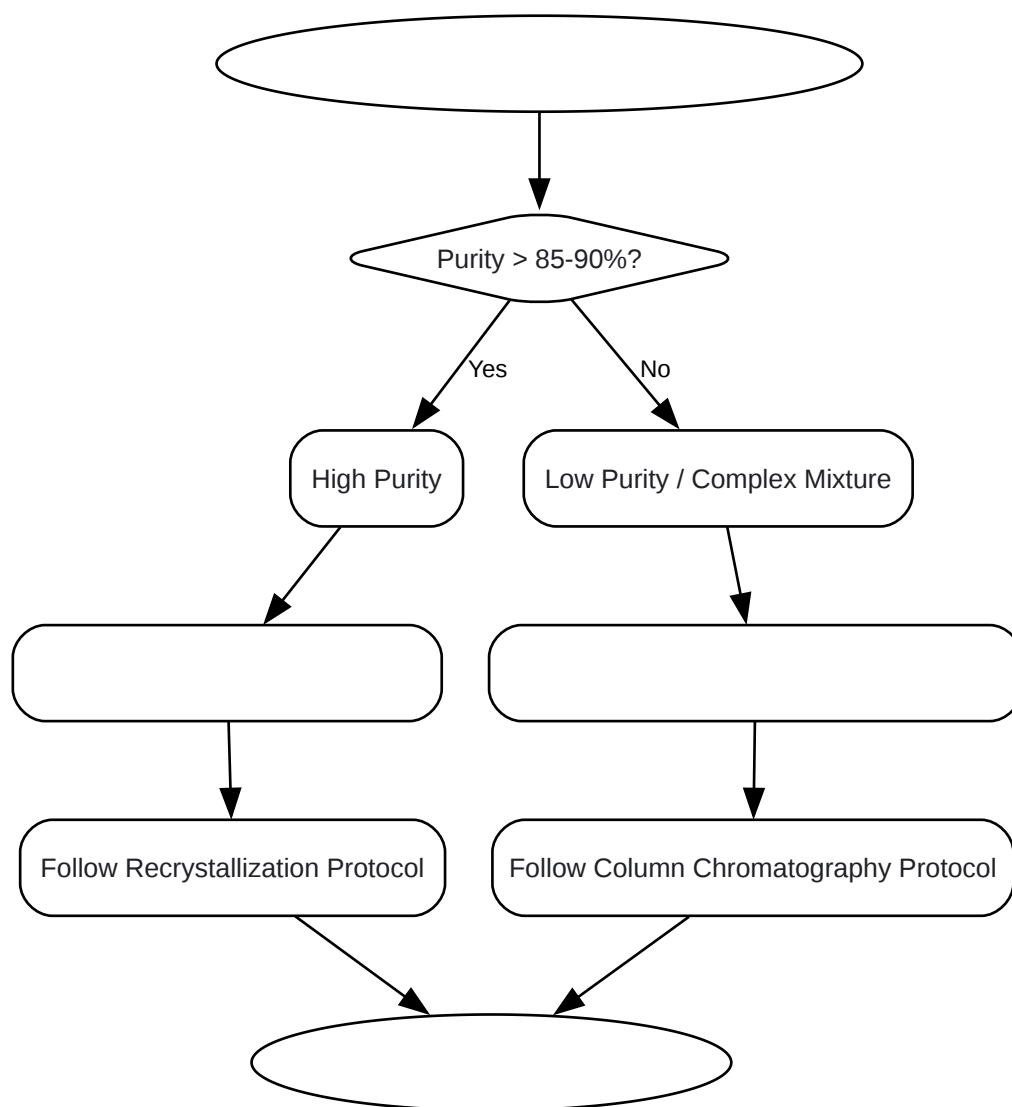 Purity > 85-90%?
Yes
No
High Purity
Low Purity / Complex Mixture
Follow Recrystallization Protocol
Follow Column Chromatography Protocol